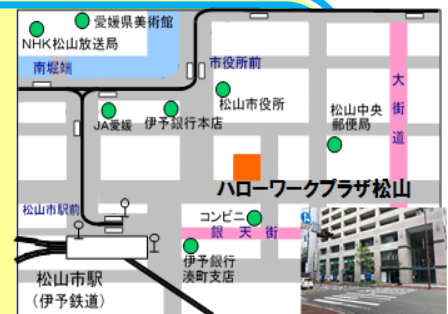 愛媛県美術館
NHK松山放送局
南堀端
市役所前
大街道
松山市役所
松山中央
郵便局
JA愛媛
伊予銀行本店
ハローワークプラザ松山
松山市駅前
コンビニ
銀天街
伊予銀行
湊町支店
松山市駅
(伊予鉄道)